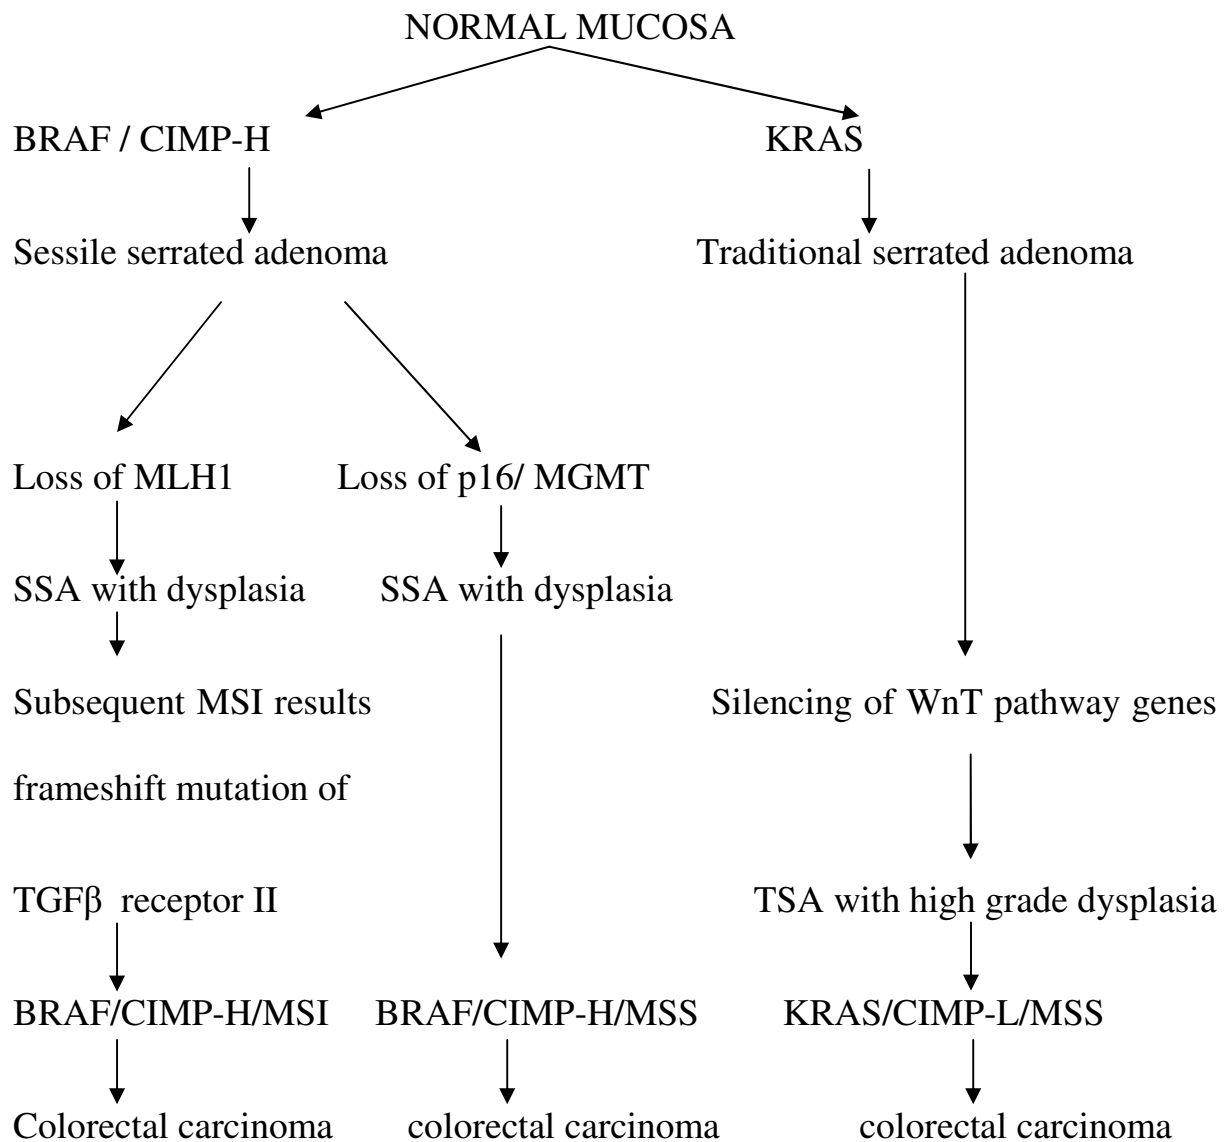 NORMAL MUCOSA
BRAF / CIMP-H KRAS
Sessile serrated adenoma Traditional serrated adenoma
Loss of MLH1 Loss of p16/ MGMT
SSA with dysplasia SSA with dysplasia
Subsequent MSI results Silencing of WnT pathway genes
frameshift mutation of
TGFβ receptor II TSA with high grade dysplasia
BRAF/CIMP-H/MSI BRAF/CIMP-H/MSS KRAS/CIMP-L/MSS
Colorectal carcinoma colorectal carcinoma colorectal carcinoma